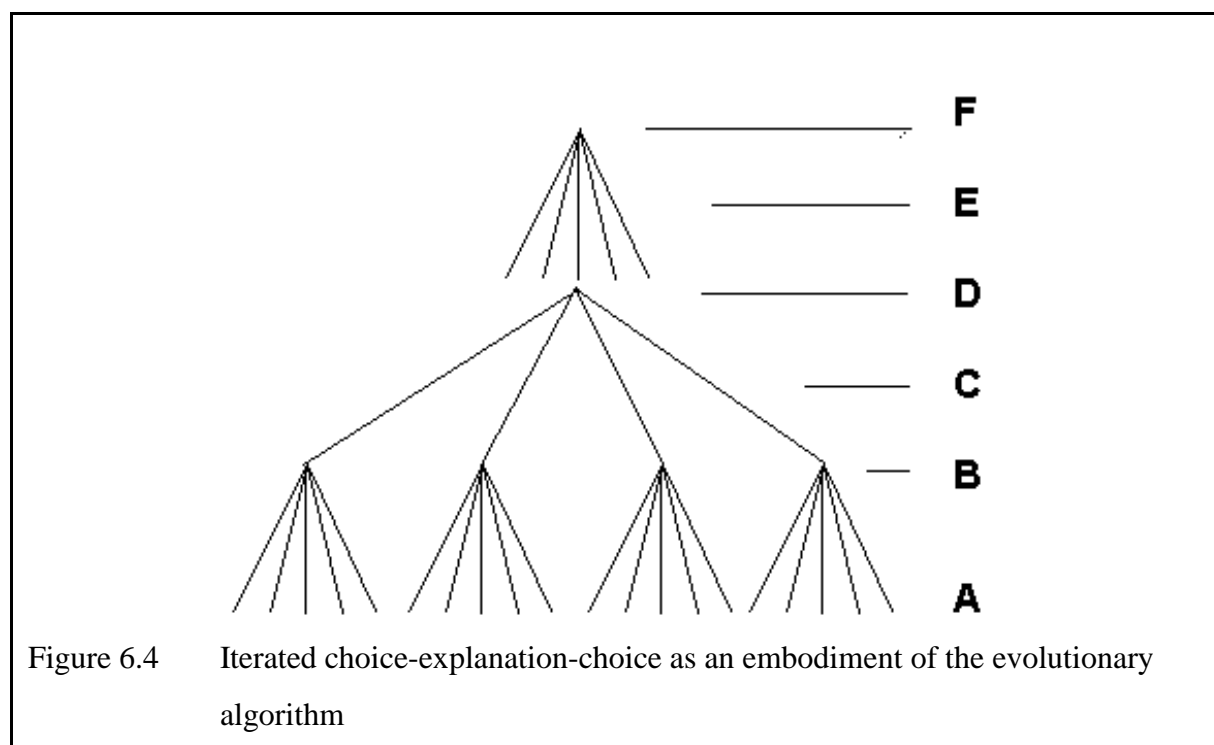 F
E
D
C
B
A
Figure 6.4 Iterated choice-explanation-choice as an embodiment of the evolutionary
algorithm